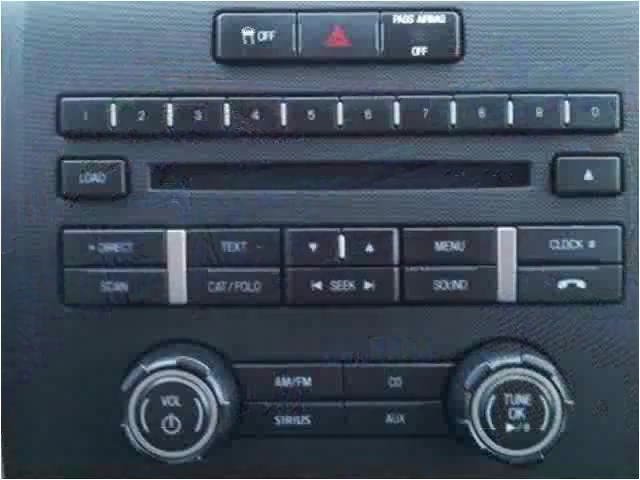 OFF PASS AIRBAG
OFF
1 2 3 4 5 6 7 8 9 0
LOAD
DIRECT TEXT MENU CLOCK
SCAN CAT/FOLD SEEK SOUND
VOL AM/FM CD TUNE
OK
SIRIUS AUX